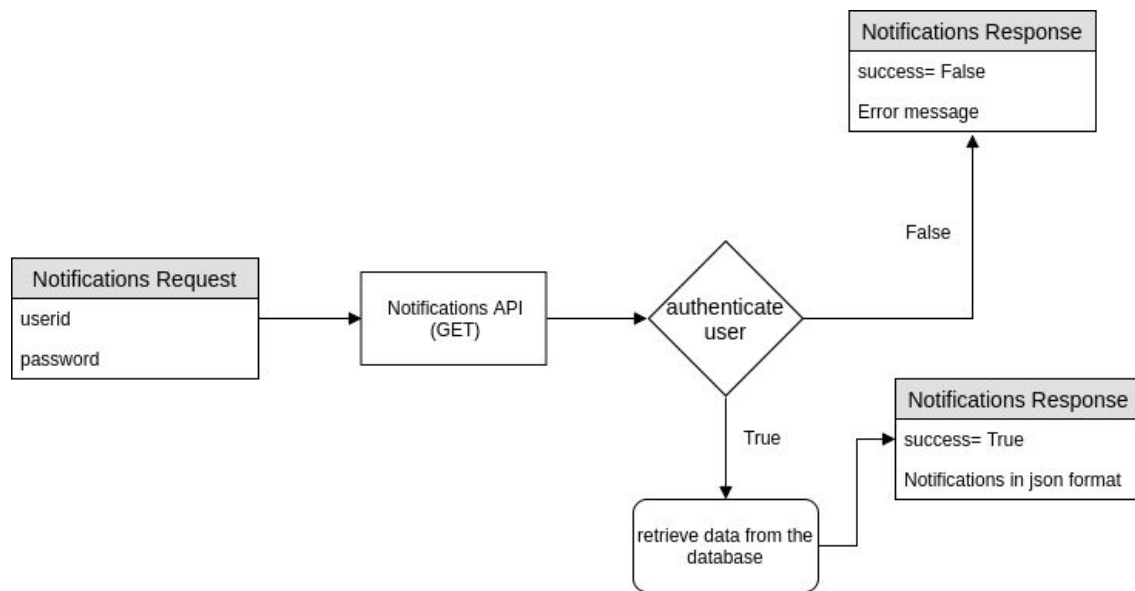 Notifications Response
success= False
Error message
False
Notifications Request
userid
password
Notifications API
(GET)
authenticate
user
True
Notifications Response
success= True
Notifications in json format
retrieve data from the
database